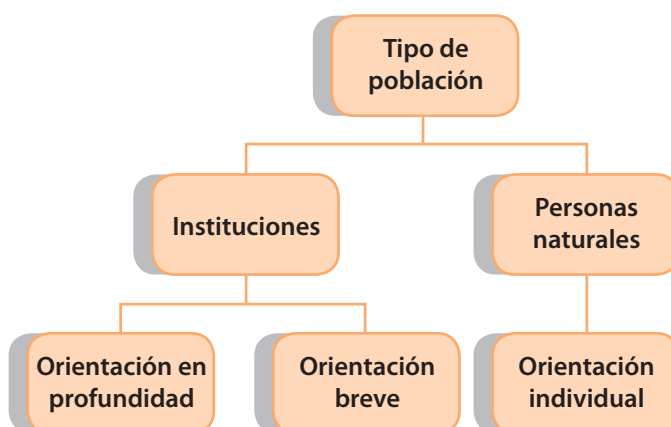 Tipo de
población
Instituciones
Personas
naturales
Orientación en
profundidad
Orientación
breve
Orientación
individual